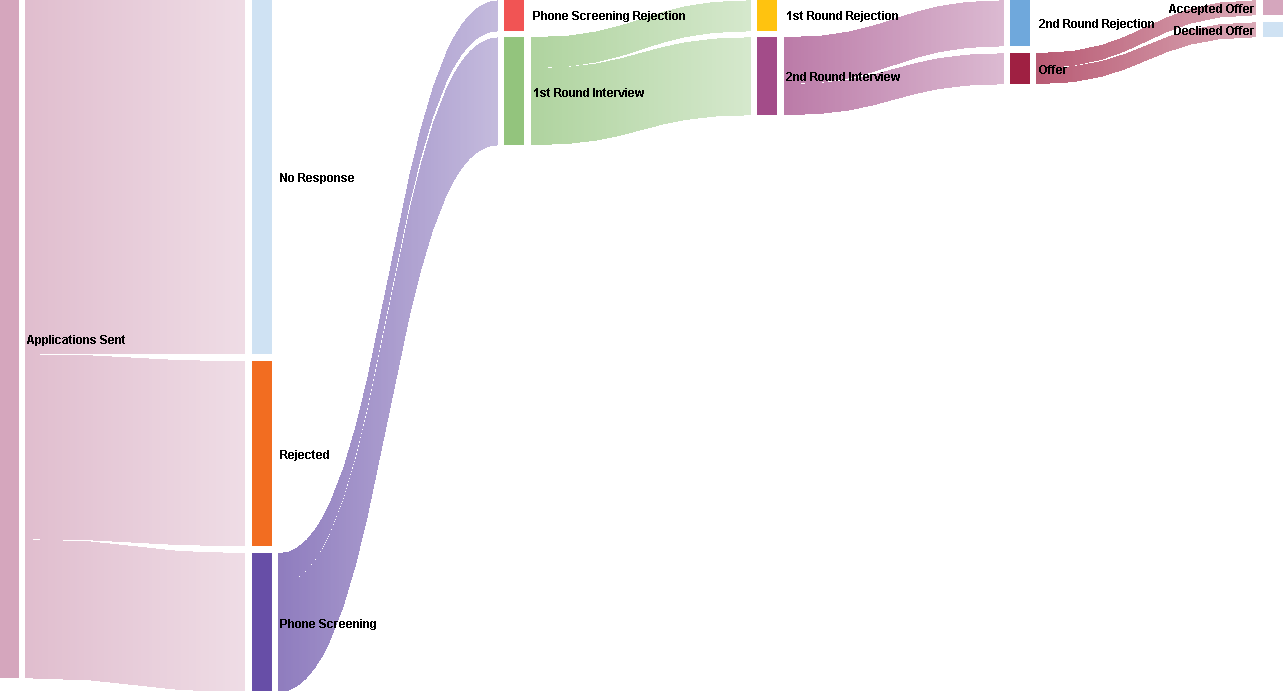 Applications Sent
No Response
Rejected
Phone Screening
Phone Screening Rejection
1st Round Interview
1st Round Rejection
2nd Round Interview
2nd Round Rejection
Offer
Accepted Offer
Declined Offer